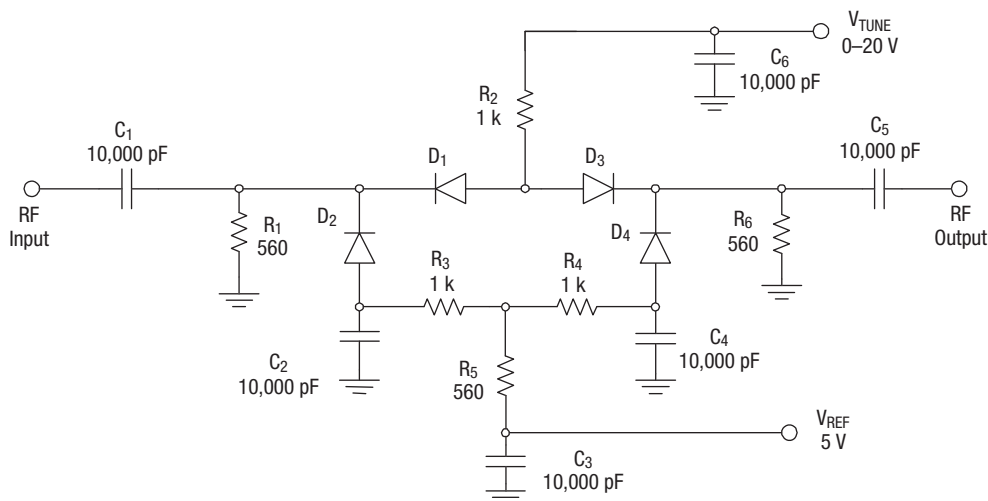 V_TUNE
0–20 V
C6
10,000 pF
R2
1 k
C1
10,000 pF
C5
10,000 pF
D1
D3
RF
Input
R1
560
D2
D4
R6
560
RF
Output
R3
1 k
R4
1 k
C2
10,000 pF
C4
10,000 pF
R5
560
V_REF
5 V
C3
10,000 pF